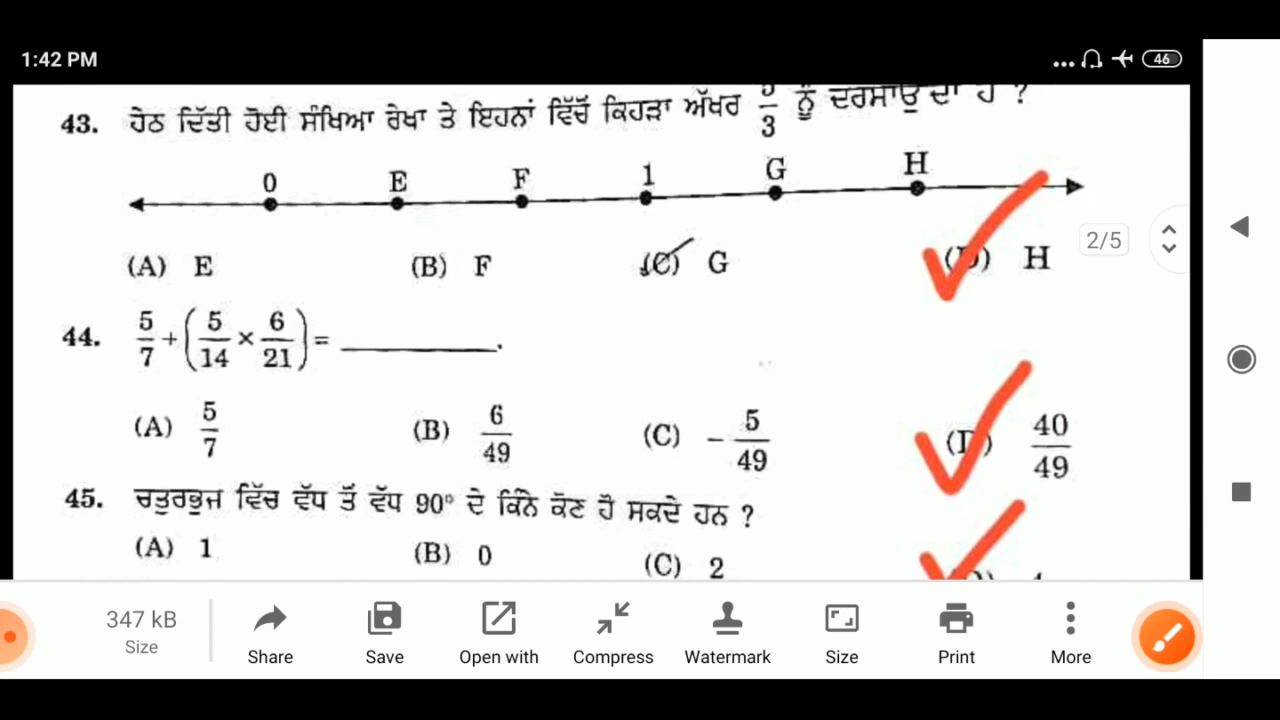 1:42 PM
46
43. ਹੇਠ ਦਿੱਤੀ ਹੋਈ ਸੰਖਿਆ ਰੇਖਾ ਤੇ ਇਹਨਾਂ ਵਿੱਚੋਂ ਕਿਹੜਾ ਅੱਖਰ 5/3 ਨੂੰ ਦਰਸਾਉਂਦਾ ਹੈ ?
0 E F 1 G H
(A) E (B) F (C) G (D) H
2/5
44. 5/7 + (5/14 × 6/21) = ________.
(A) 5/7 (B) 6/49 (C) - 5/49 (D) 40/49
45. ਚਤੁਰਭੁਜ ਵਿੱਚ ਵੱਧ ਤੋਂ ਵੱਧ 90° ਦੇ ਕਿੰਨੇ ਕੋਣ ਹੋ ਸਕਦੇ ਹਨ ?
(A) 1 (B) 0 (C) 2
347 kB
Size
Share Save Open with Compress Watermark Size Print More